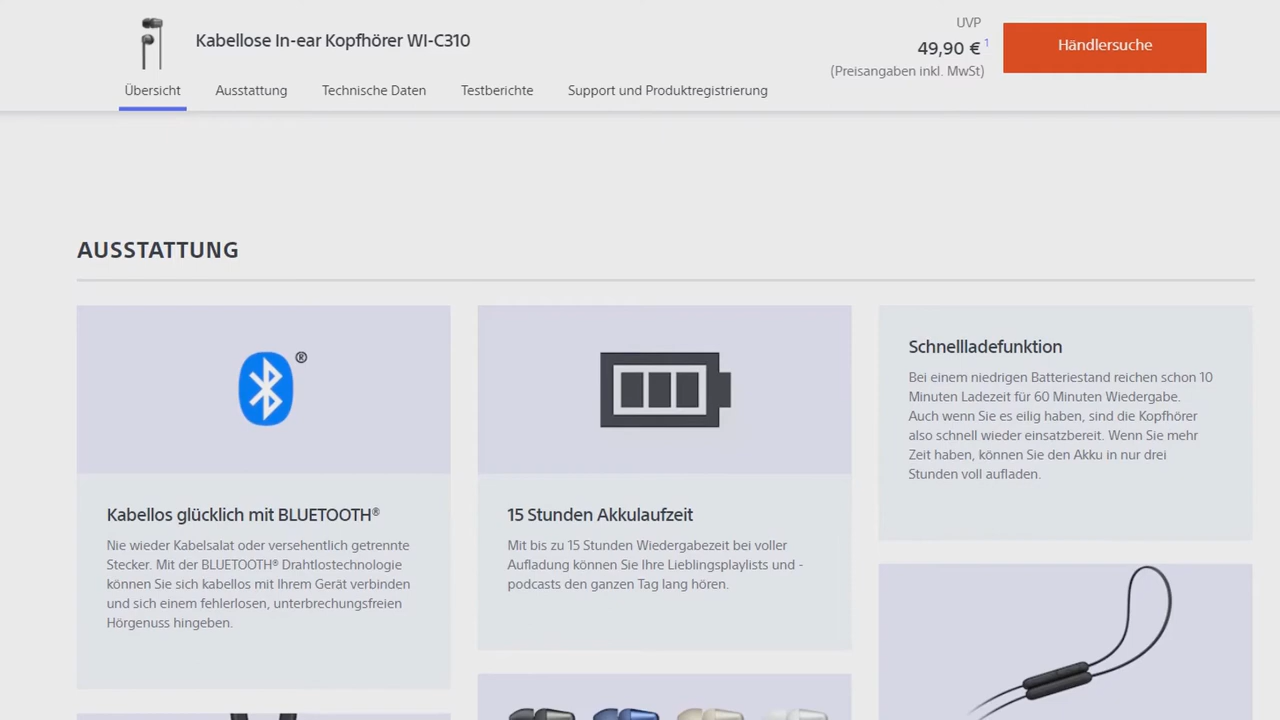 Kabellose In-ear Kopfhörer WI-C310
UVP
49,90 € 1
(Preisangaben inkl. MwSt)
Händlersuche
Übersicht
Ausstattung
Technische Daten
Testberichte
Support und Produktregistrierung
AUSSTATTUNG
®
Kabellos glücklich mit BLUETOOTH®
Nie wieder Kabelsalat oder versehentlich getrennte
Stecker. Mit der BLUETOOTH® Drahtlostechnologie
können Sie sich kabellos mit Ihrem Gerät verbinden
und sich einem fehlerlosen, unterbrechungsfreien
Hörgenuss hingeben.
15 Stunden Akkulaufzeit
Mit bis zu 15 Stunden Wiedergabezeit bei voller
Aufladung können Sie Ihre Lieblingsplaylists und -
podcasts den ganzen Tag lang hören.
Schnellladefunktion
Bei einem niedrigen Batteriestand reichen schon 10
Minuten Ladezeit für 60 Minuten Wiedergabe.
Auch wenn Sie es eilig haben, sind die Kopfhörer
also schnell wieder einsatzbereit. Wenn Sie mehr
Zeit haben, können Sie den Akku in nur drei
Stunden voll aufladen.